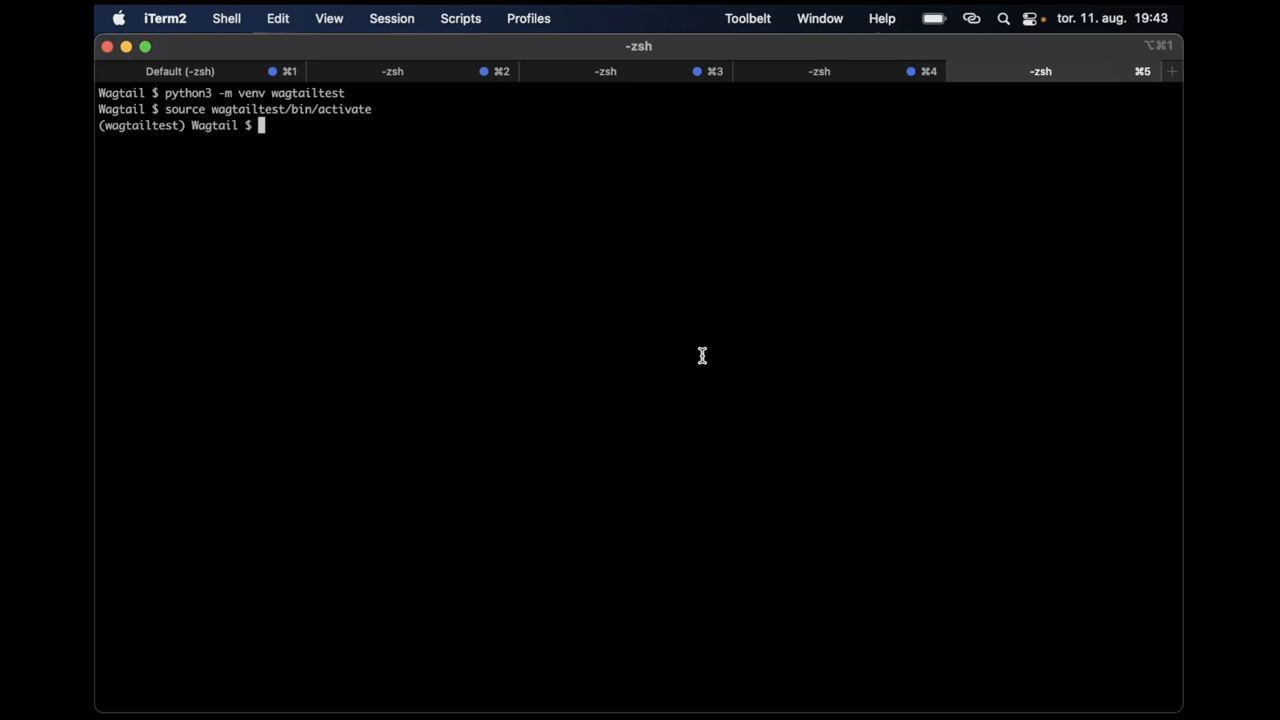 iTerm2 Shell Edit View Session Scripts Profiles Toolbelt Window Help tor. 11. aug. 19:43
-zsh ⌥⌘1
Default (-zsh) ⌘1 -zsh ⌘2 -zsh ⌘3 -zsh ⌘4 -zsh ⌘5 +
Wagtail $ python3 -m venv wagtailtest
Wagtail $ source wagtailtest/bin/activate
(wagtailtest) Wagtail $